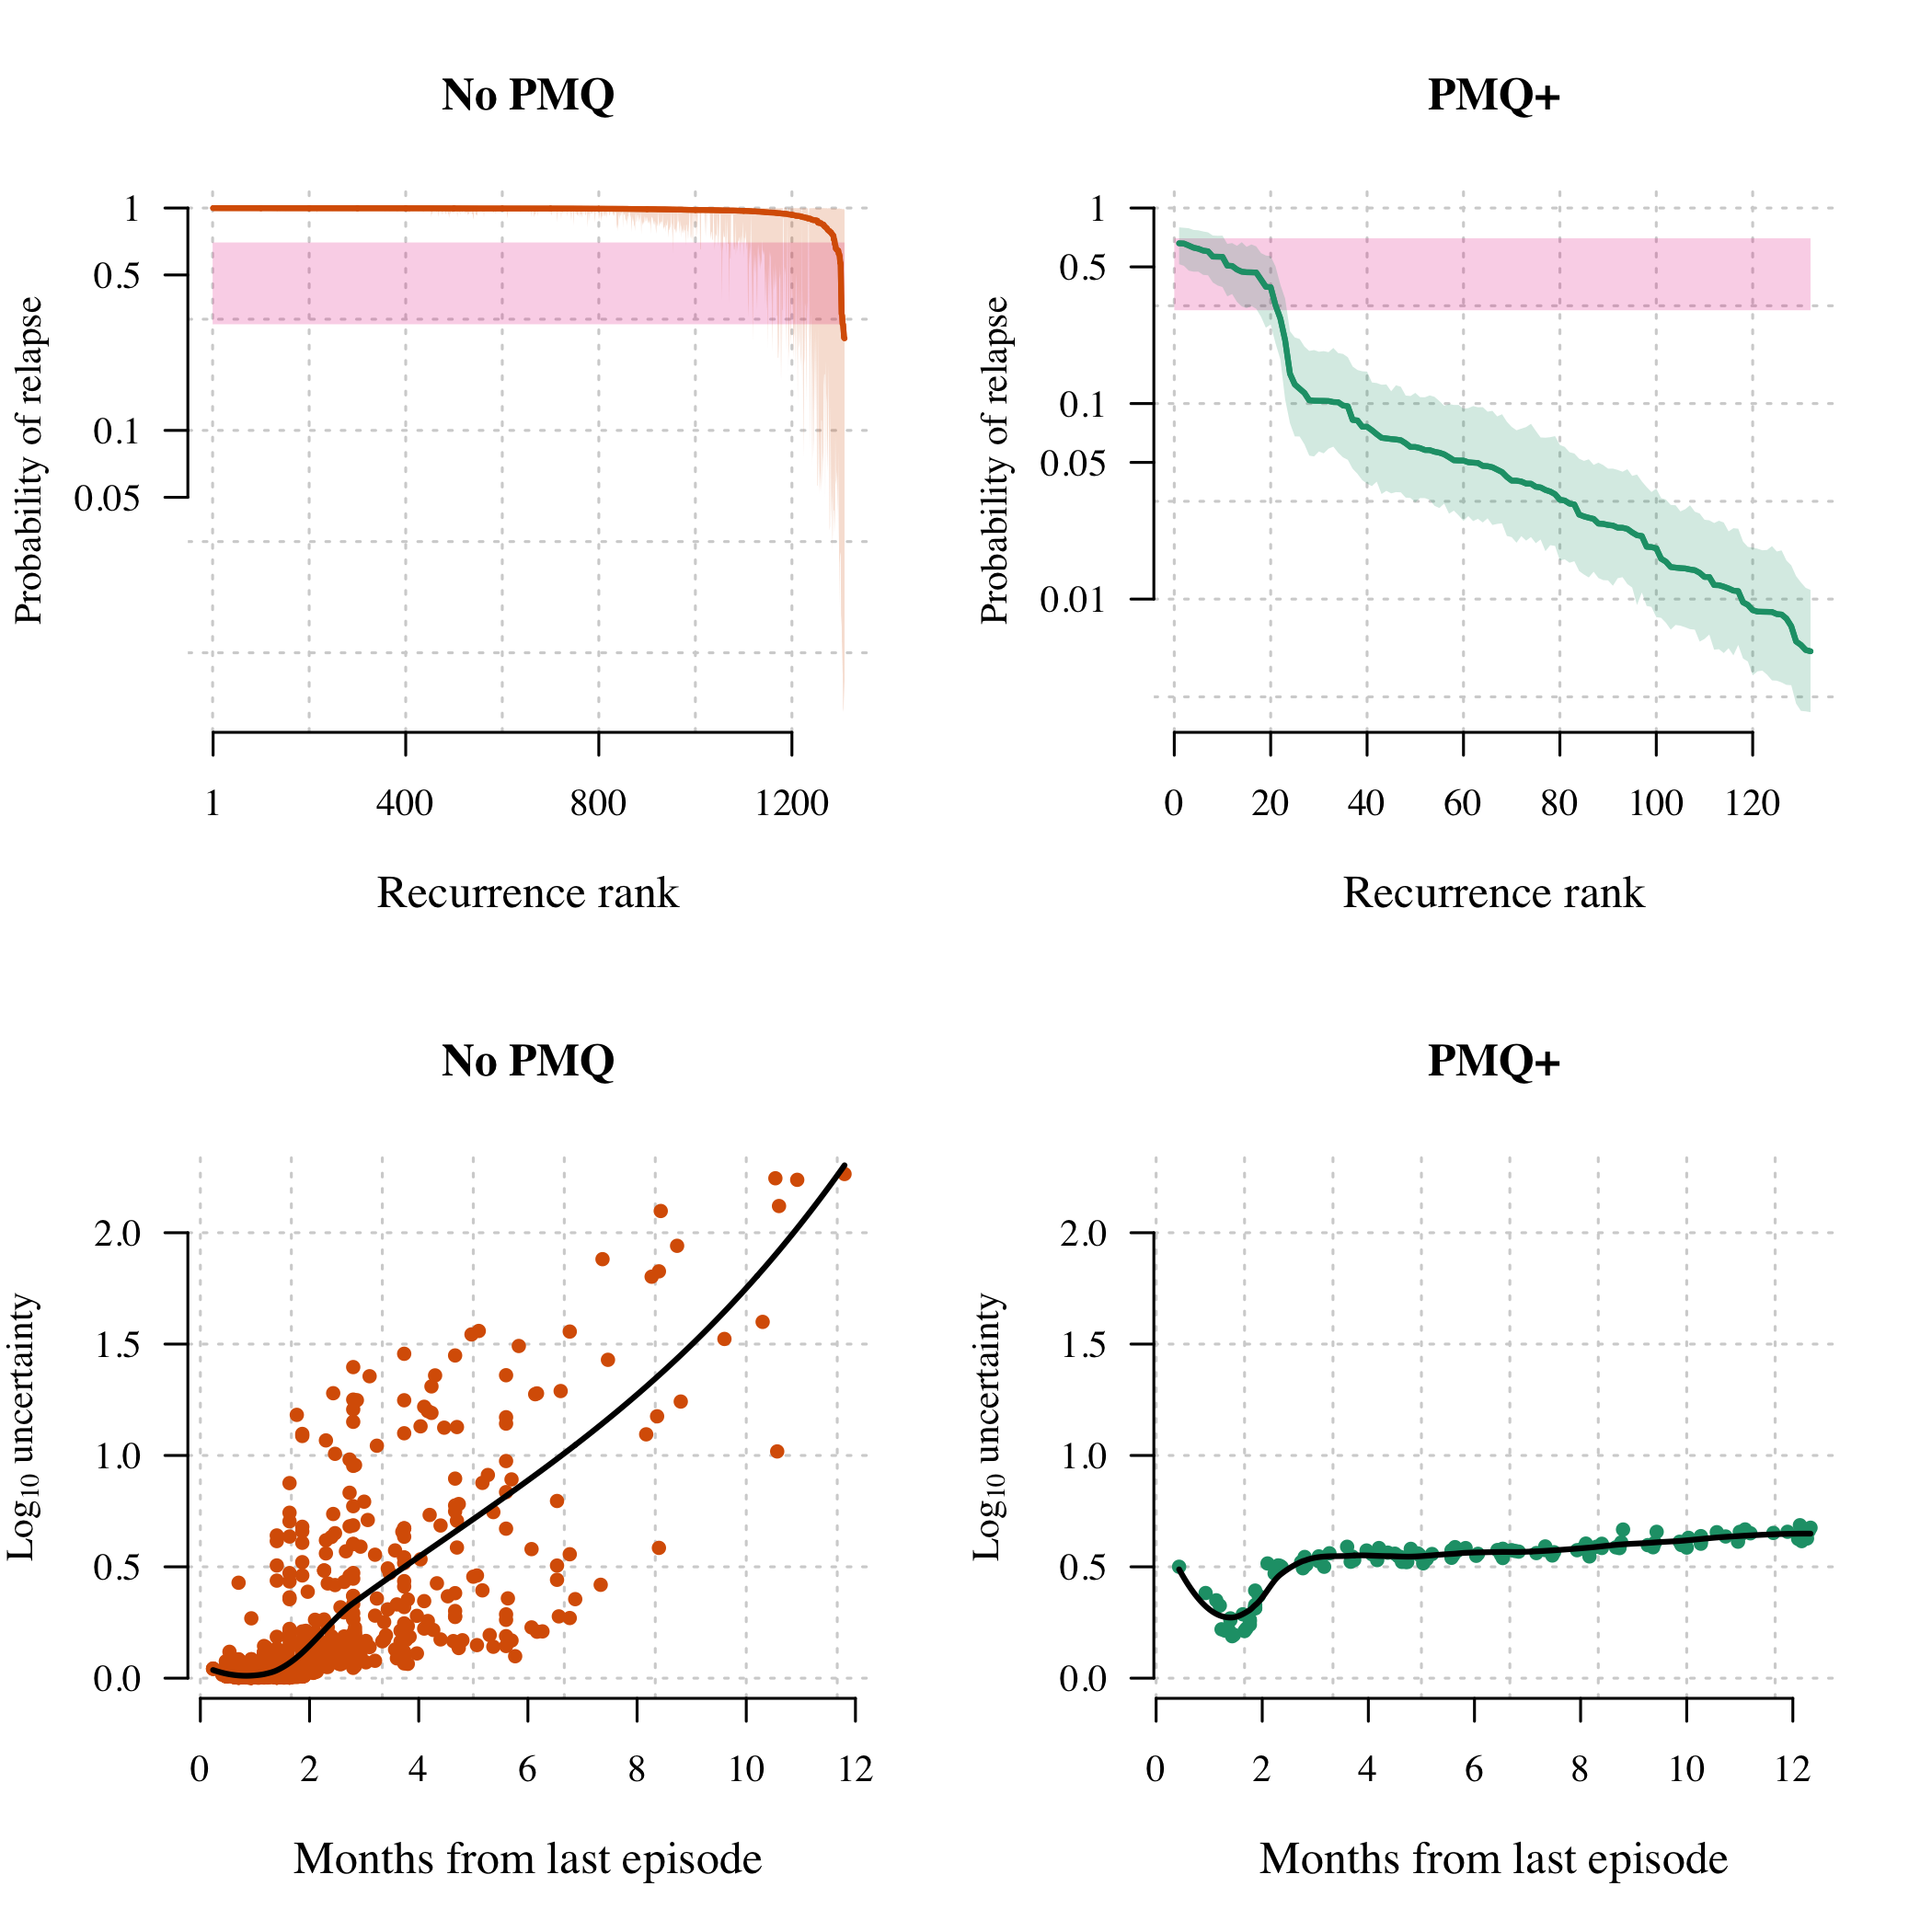 No PMQ
Probability of relapse
1
0.5
0.1
0.05
1 400 800 1200
Recurrence rank
PMQ+
Probability of relapse
1
0.5
0.1
0.05
0.01
0 20 40 60 80 100 120
Recurrence rank
No PMQ
Log10 uncertainty
2.0
1.5
1.0
0.5
0.0
0 2 4 6 8 10 12
Months from last episode
PMQ+
Log10 uncertainty
2.0
1.5
1.0
0.5
0.0
0 2 4 6 8 10 12
Months from last episode